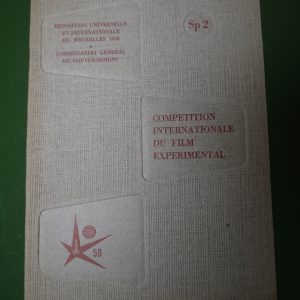 EXPOSITION UNIVERSELLE
ET INTERNATIONALE
DE BRUXELLES 1958
•
COMMISSARIAT GENERAL
DU GOUVERNEMENT
Sp 2
COMPETITION
INTERNATIONALE
DU FILM
EXPERIMENTAL
58